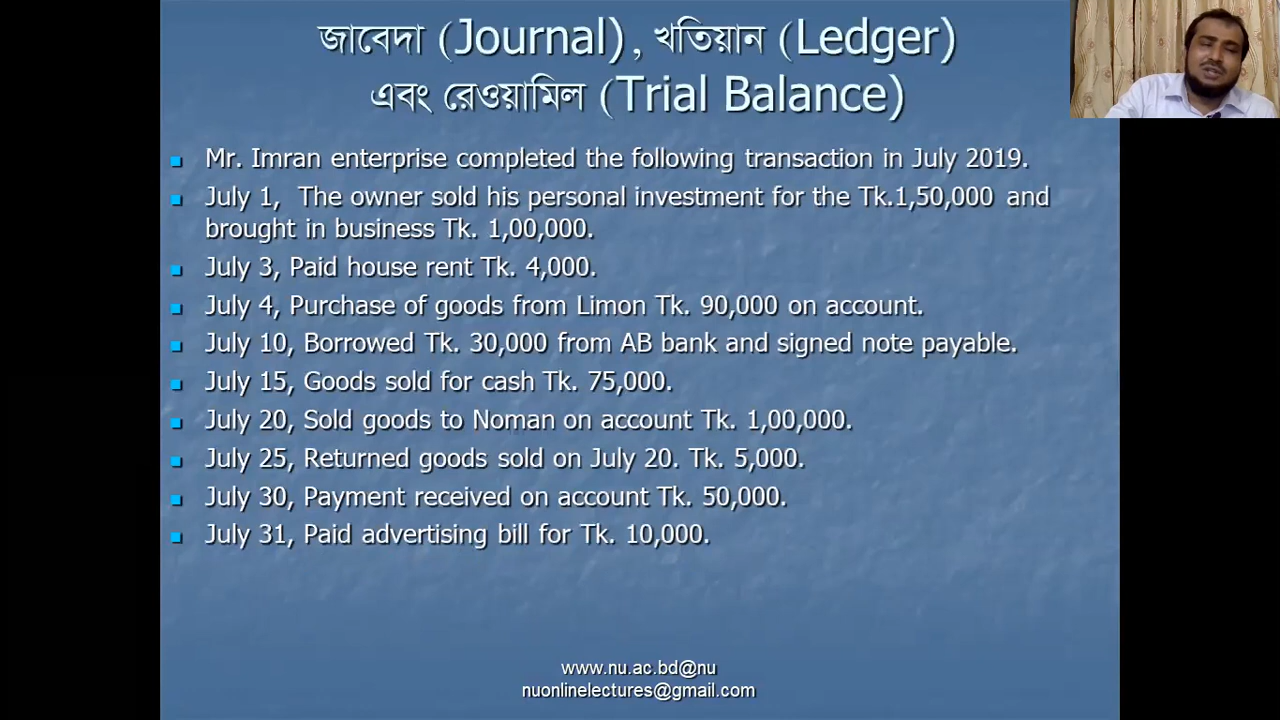 জাবেদা (Journal), খতিয়ান (Ledger)
এবং রেওয়ামিল (Trial Balance)
Mr. Imran enterprise completed the following transaction in July 2019.
July 1, The owner sold his personal investment for the Tk.1,50,000 and
brought in business Tk. 1,00,000.
July 3, Paid house rent Tk. 4,000.
July 4, Purchase of goods from Limon Tk. 90,000 on account.
July 10, Borrowed Tk. 30,000 from AB bank and signed note payable.
July 15, Goods sold for cash Tk. 75,000.
July 20, Sold goods to Noman on account Tk. 1,00,000.
July 25, Returned goods sold on July 20. Tk. 5,000.
July 30, Payment received on account Tk. 50,000.
July 31, Paid advertising bill for Tk. 10,000.
www.nu.ac.bd@nu
nuonlinelectures@gmail.com